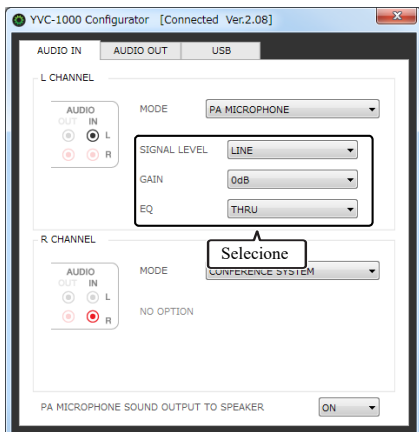 YVC-1000 Configurator [Connected Ver.2.08]
AUDIO IN AUDIO OUT USB
L CHANNEL
AUDIO
OUT IN
L
R
MODE PA MICROPHONE
SIGNAL LEVEL LINE
GAIN 0dB
EQ THRU
Selecione
R CHANNEL
AUDIO
OUT IN
L
R
MODE CONFERENCE SYSTEM
NO OPTION
PA MICROPHONE SOUND OUTPUT TO SPEAKER ON